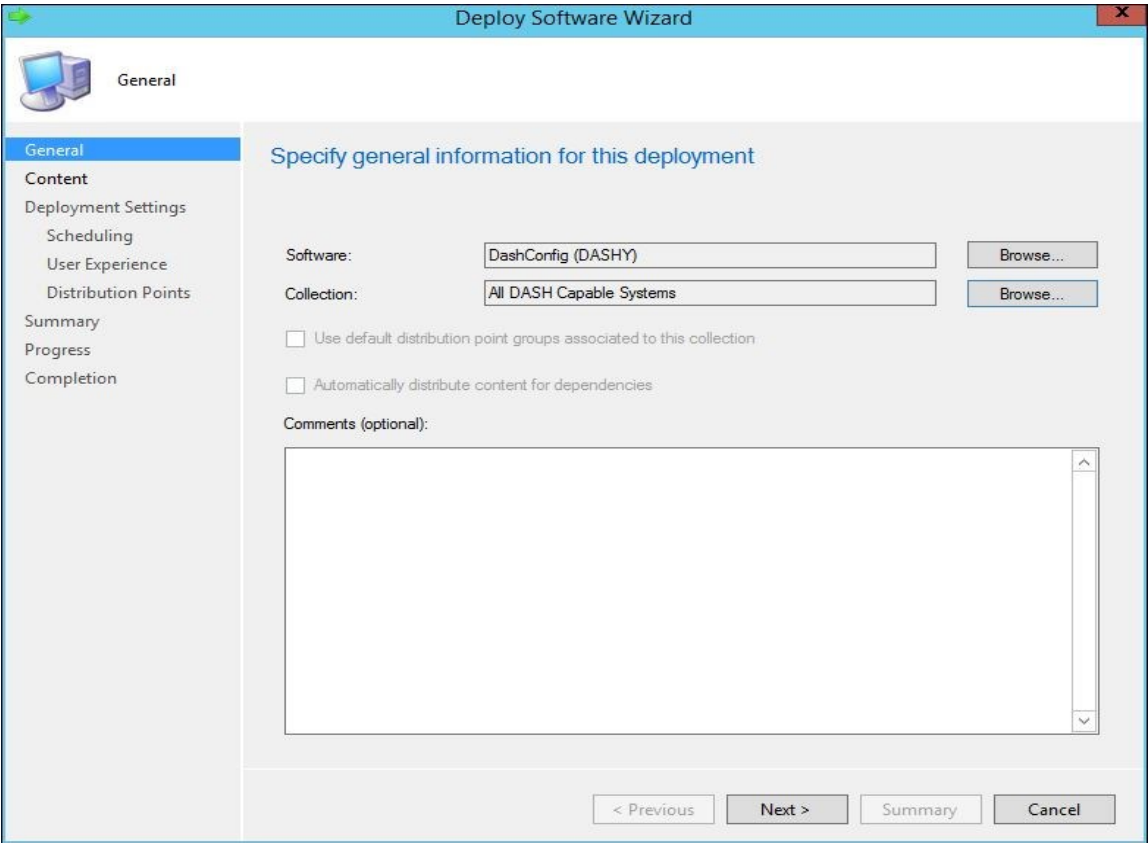 Deploy Software Wizard
X
General
General
Content
Deployment Settings
Scheduling
User Experience
Distribution Points
Summary
Progress
Completion
Specify general information for this deployment
Software: DashConfig (DASHY) Browse...
Collection: All DASH Capable Systems Browse...
Use default distribution point groups associated to this collection
Automatically distribute content for dependencies
Comments (optional):
< Previous Next > Summary Cancel